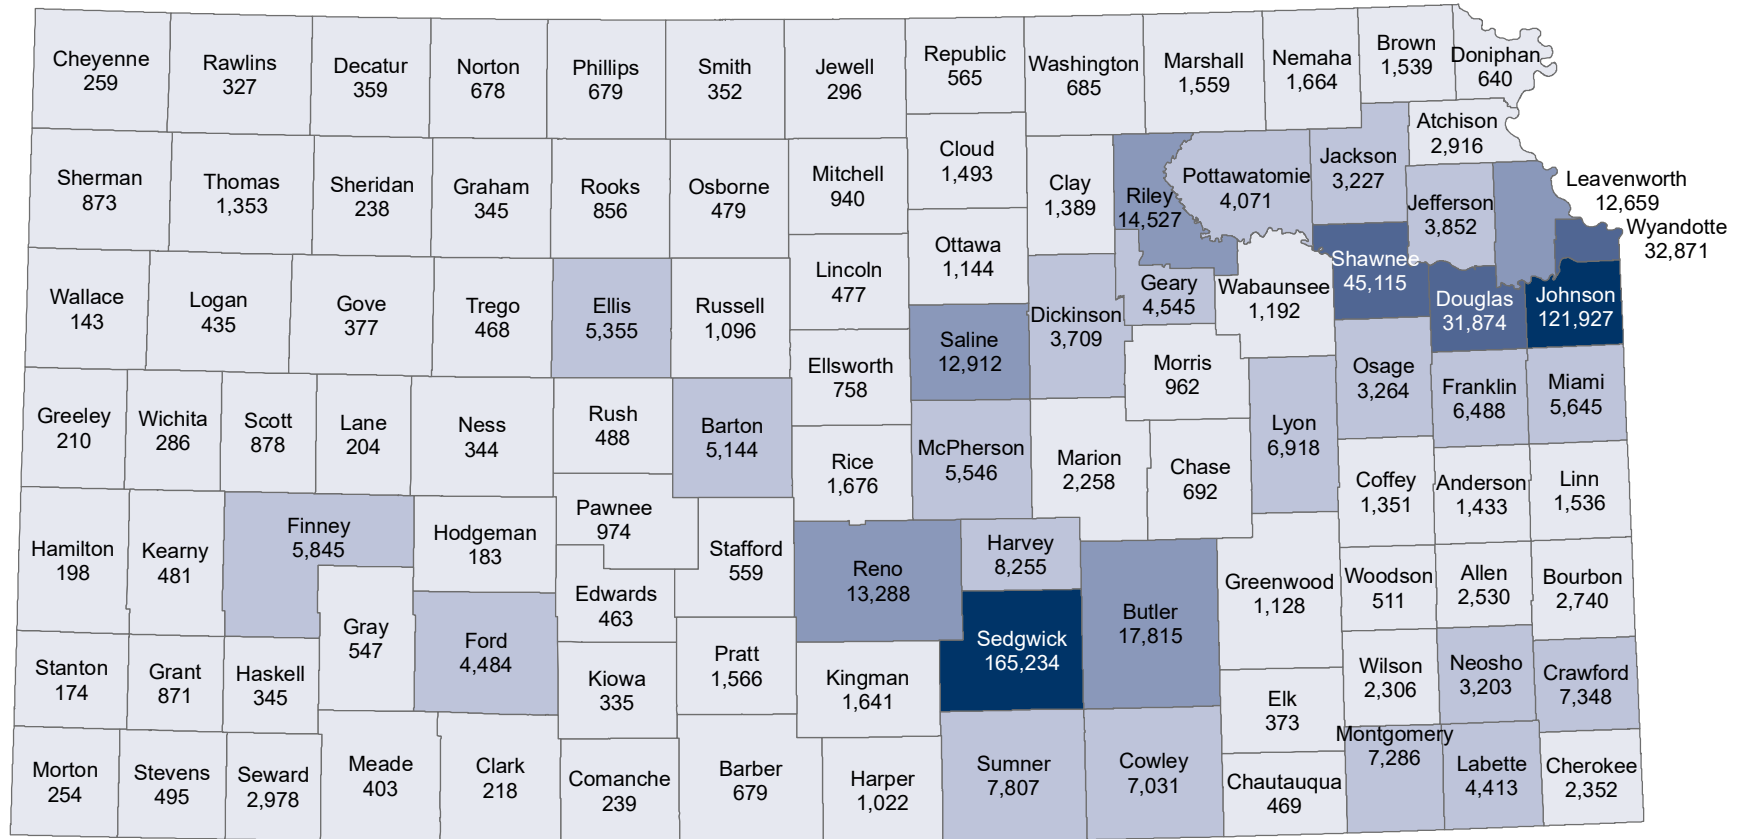 Cheyenne
259
Rawlins
327
Decatur
359
Norton
678
Phillips
679
Smith
352
Jewell
296
Republic
565
Washington
685
Marshall
1,559
Nemaha
1,664
Brown
1,539
Doniphan
640
Atchison
2,916
Sherman
873
Thomas
1,353
Sheridan
238
Graham
345
Rooks
856
Osborne
479
Mitchell
940
Cloud
1,493
Clay
1,389
Riley
14,527
Pottawatomie
4,071
Jackson
3,227
Jefferson
3,852
Leavenworth
12,659
Wyandotte
32,871
Ottawa
1,144
Lincoln
477
Wallace
143
Logan
435
Gove
377
Trego
468
Ellis
5,355
Russell
1,096
Saline
12,912
Dickinson
3,709
Geary
4,545
Wabaunsee
1,192
Shawnee
45,115
Douglas
31,874
Johnson
121,927
Ellsworth
758
Morris
962
Osage
3,264
Franklin
6,488
Miami
5,645
Greeley
210
Wichita
286
Scott
878
Lane
204
Ness
344
Rush
488
Barton
5,144
Rice
1,676
McPherson
5,546
Marion
2,258
Chase
692
Lyon
6,918
Coffey
1,351
Anderson
1,433
Linn
1,536
Hamilton
198
Kearny
481
Finney
5,845
Hodgeman
183
Pawnee
974
Stafford
559
Edwards
463
Reno
13,288
Harvey
8,255
Butler
17,815
Greenwood
1,128
Woodson
511
Allen
2,530
Bourbon
2,740
Gray
547
Ford
4,484
Sedgwick
165,234
Stanton
174
Grant
871
Haskell
345
Kiowa
335
Pratt
1,566
Kingman
1,641
Elk
373
Wilson
2,306
Neosho
3,203
Crawford
7,348
Morton
254
Stevens
495
Seward
2,978
Meade
403
Clark
218
Comanche
239
Barber
679
Harper
1,022
Sumner
7,807
Cowley
7,031
Chautauqua
469
Montgomery
7,286
Labette
4,413
Cherokee
2,352